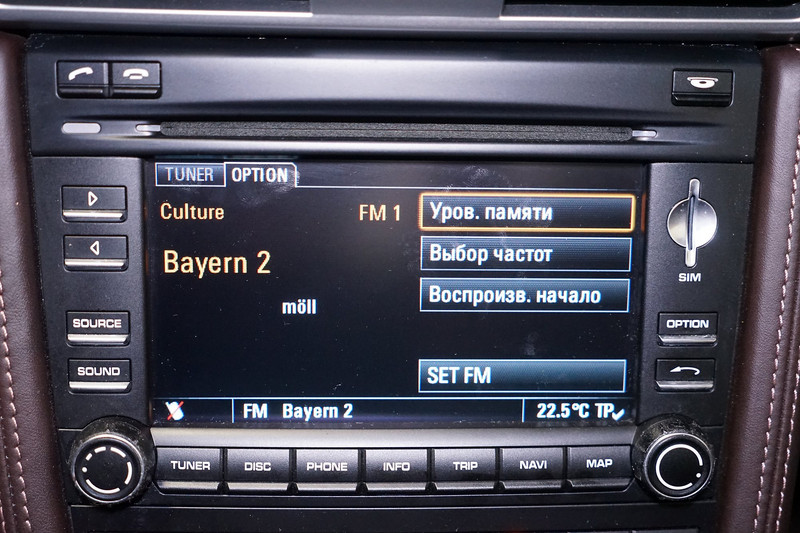 TUNER OPTION
Culture FM 1 Уров. памяти
Bayern 2 Выбор частот
möll Воспроизв. начало
SET FM
FM Bayern 2 22.5°C TP
SIM
SOURCE
OPTION
SOUND
TUNER DISC PHONE INFO TRIP NAVI MAP